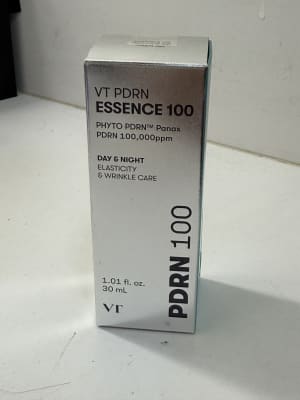 VT PDRN
ESSENCE 100
PHYTO PDRN™ Panax
PDRN 100,000ppm
DAY & NIGHT
ELASTICITY
& WRINKLE CARE
PDRN 100
1.01 fl. oz.
30 mL
VT